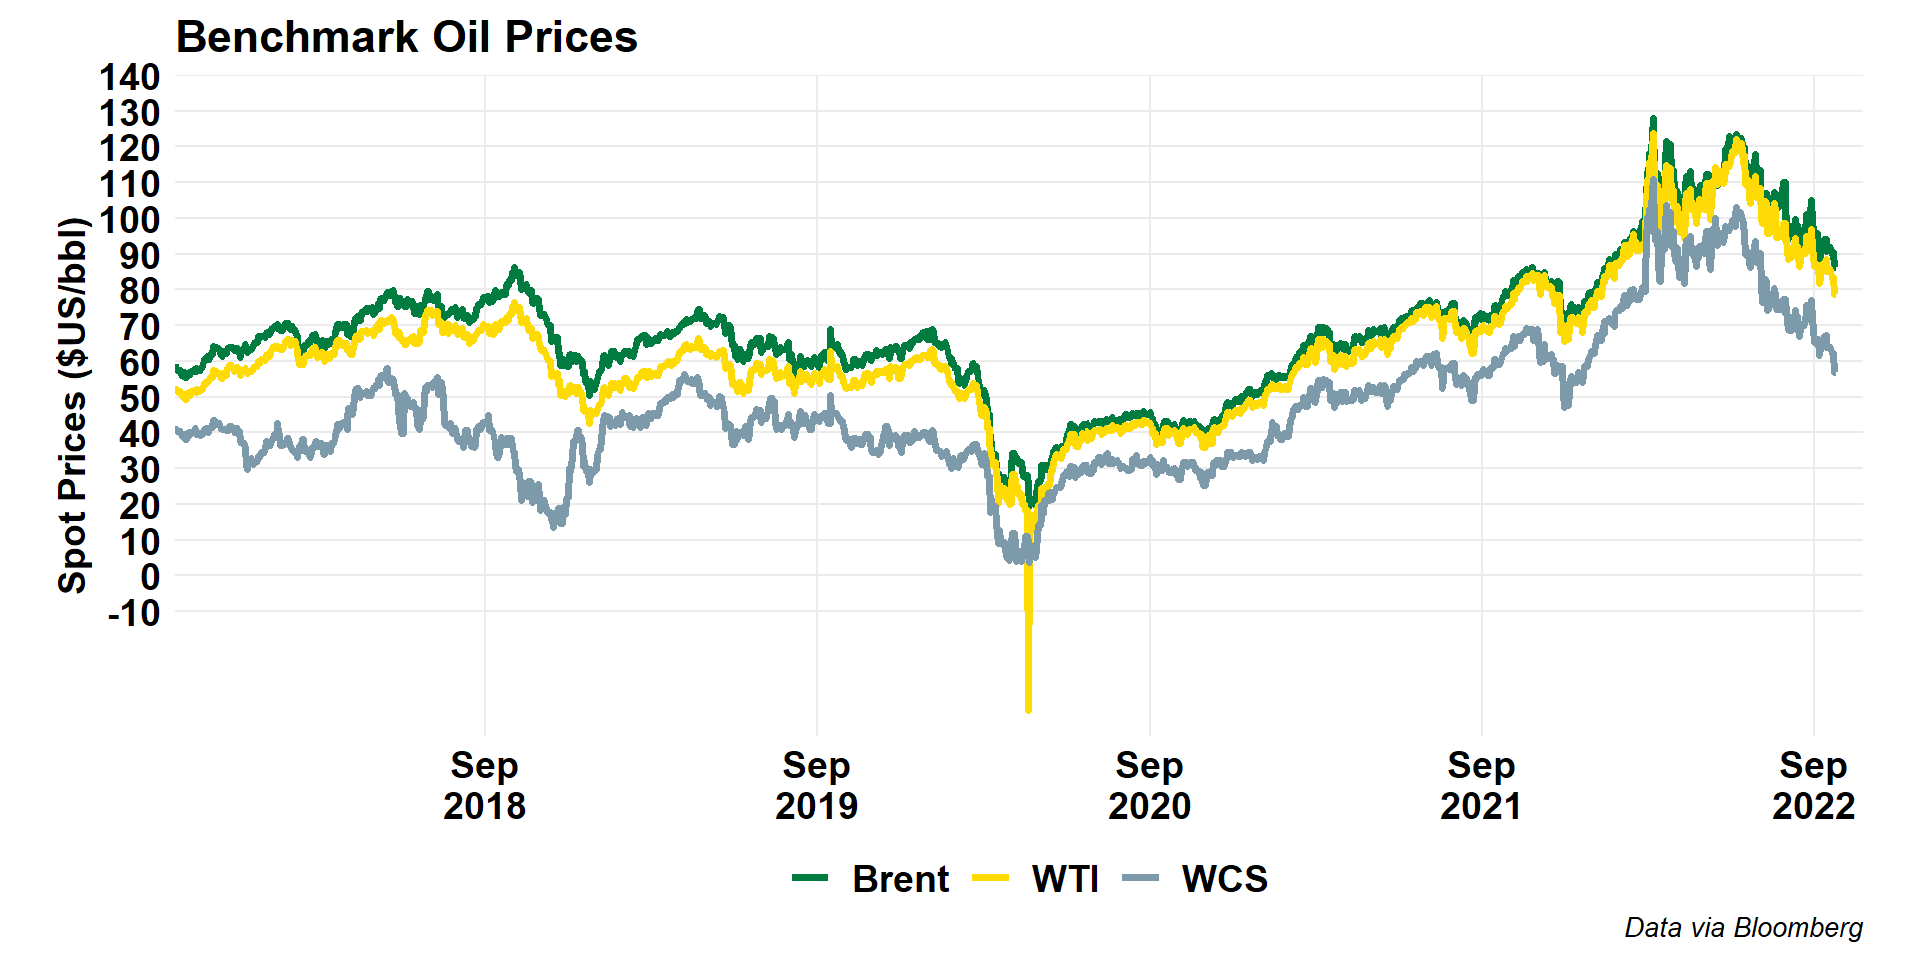 Benchmark Oil Prices
Spot Prices ($US/bbl)
140
130
120
110
100
90
80
70
60
50
40
30
20
10
0
-10
Sep
2018
Sep
2019
Sep
2020
Sep
2021
Sep
2022
Brent
WTI
WCS
Data via Bloomberg